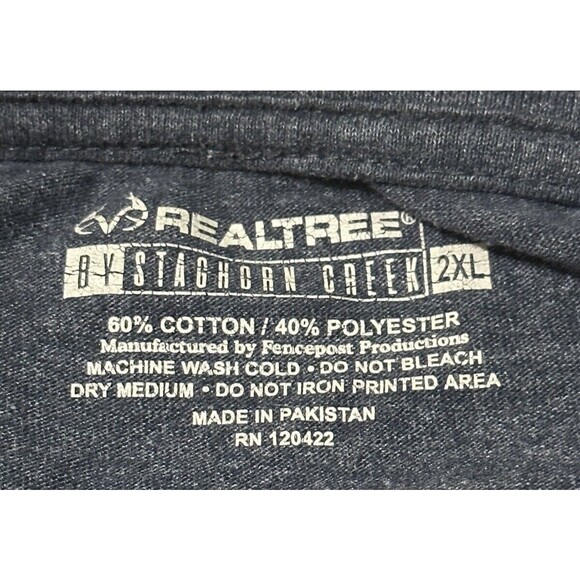 REALTREE®
BY STAGHORN CREEK 2XL
60% COTTON / 40% POLYESTER
Manufactured by Fencepost Productions
MACHINE WASH COLD • DO NOT BLEACH
DRY MEDIUM • DO NOT IRON PRINTED AREA
MADE IN PAKISTAN
RN 120422